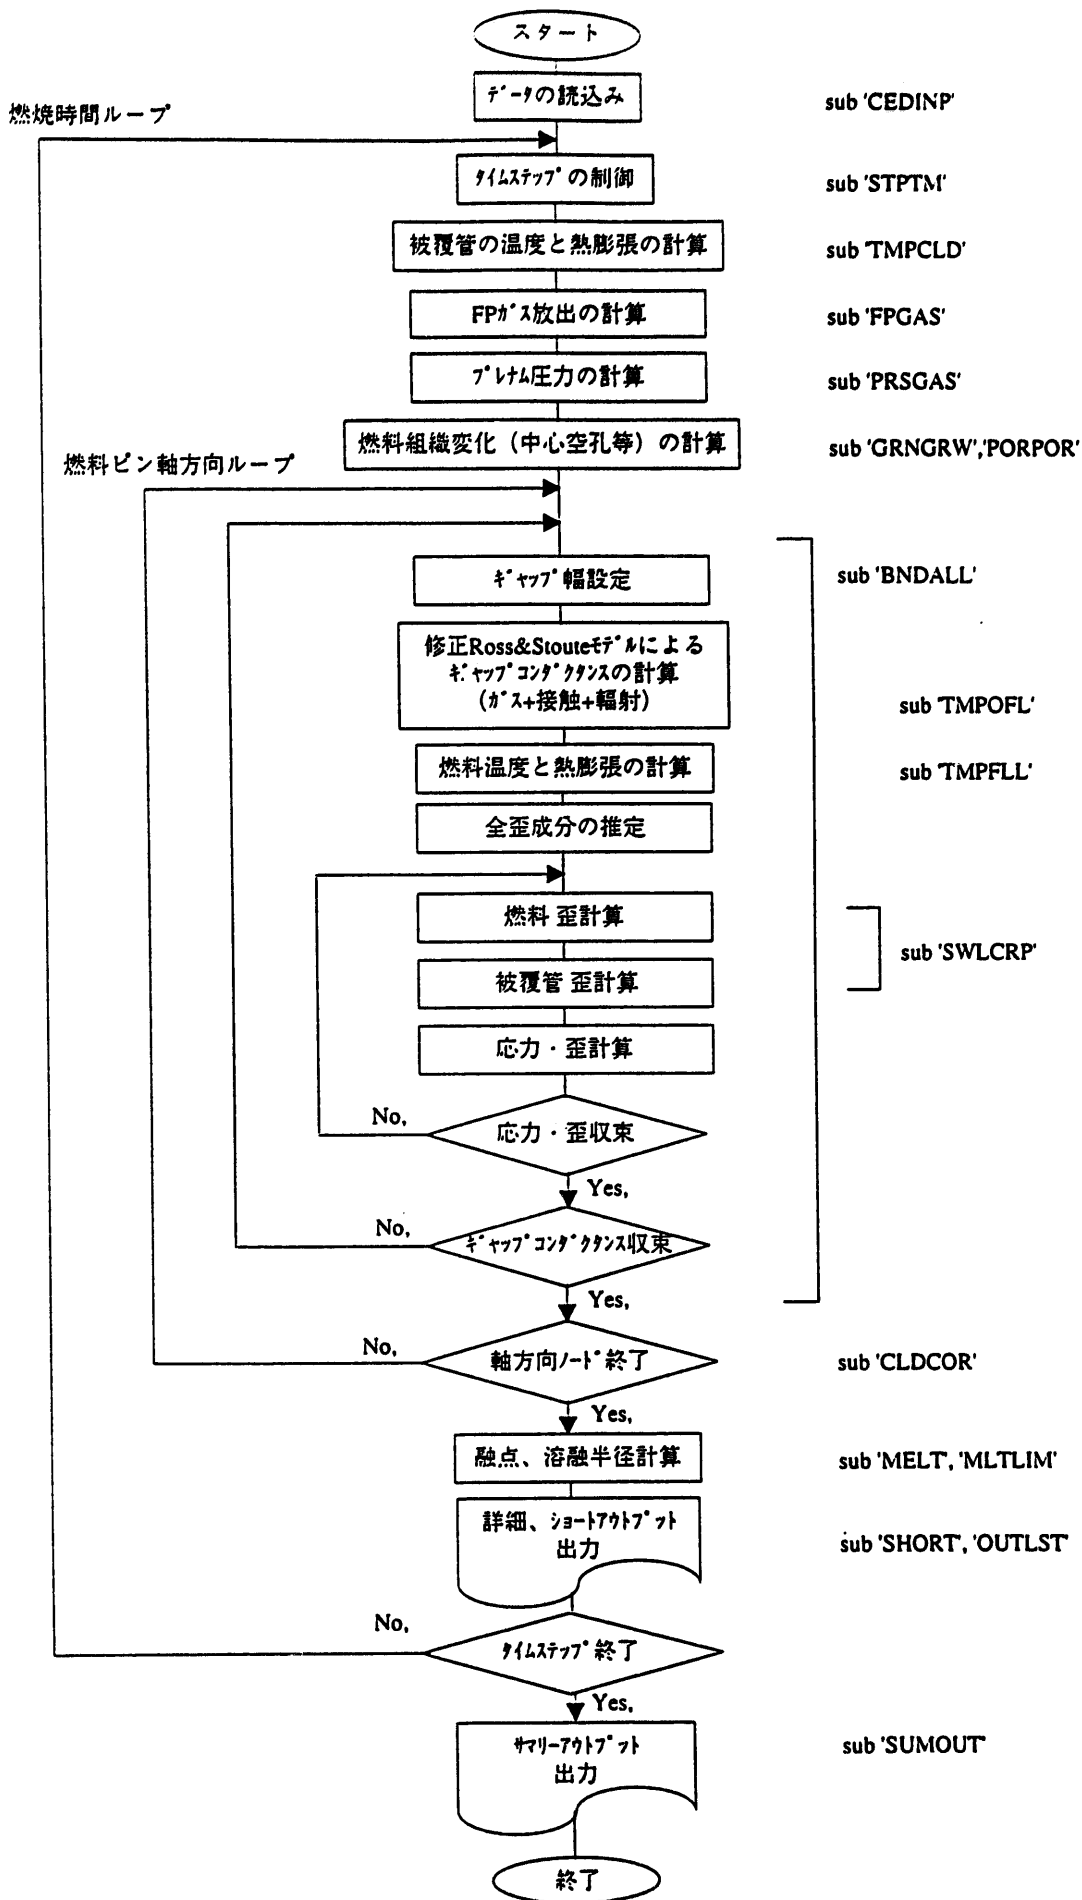 スタート
データの読込み
sub 'CEDINP'
燃焼時間ループ
タイムステップの制御
sub 'STPTM'
被覆管の温度と熱膨張の計算
sub 'TMPCLD'
FPガス放出の計算
sub 'FPGAS'
プレナム圧力の計算
sub 'PRSGAS'
燃料組織変化（中心空孔等）の計算
sub 'GRNGRW','PORPOR'
燃料ピン軸方向ループ
ギャップ幅設定
sub 'BNDALL'
修正Ross&Stouteモデルによる
ギャップコンダクタンスの計算
(ガス+接触+輻射)
sub 'TMPOFL'
燃料温度と熱膨張の計算
sub 'TMPFLL'
全歪成分の推定
燃料 歪計算
sub 'SWLCRP'
被覆管 歪計算
応力・歪計算
No,
応力・歪収束
Yes,
No,
ギャップコンダクタンス収束
Yes,
No,
軸方向ノード終了
sub 'CLDCOR'
Yes,
融点、溶融半径計算
sub 'MELT', 'MLTLIM'
詳細、ショートアウトプット
出力
sub 'SHORT', 'OUTLST'
No,
タイムステップ終了
Yes,
サマリーアウトプット
出力
sub 'SUMOUT'
終了